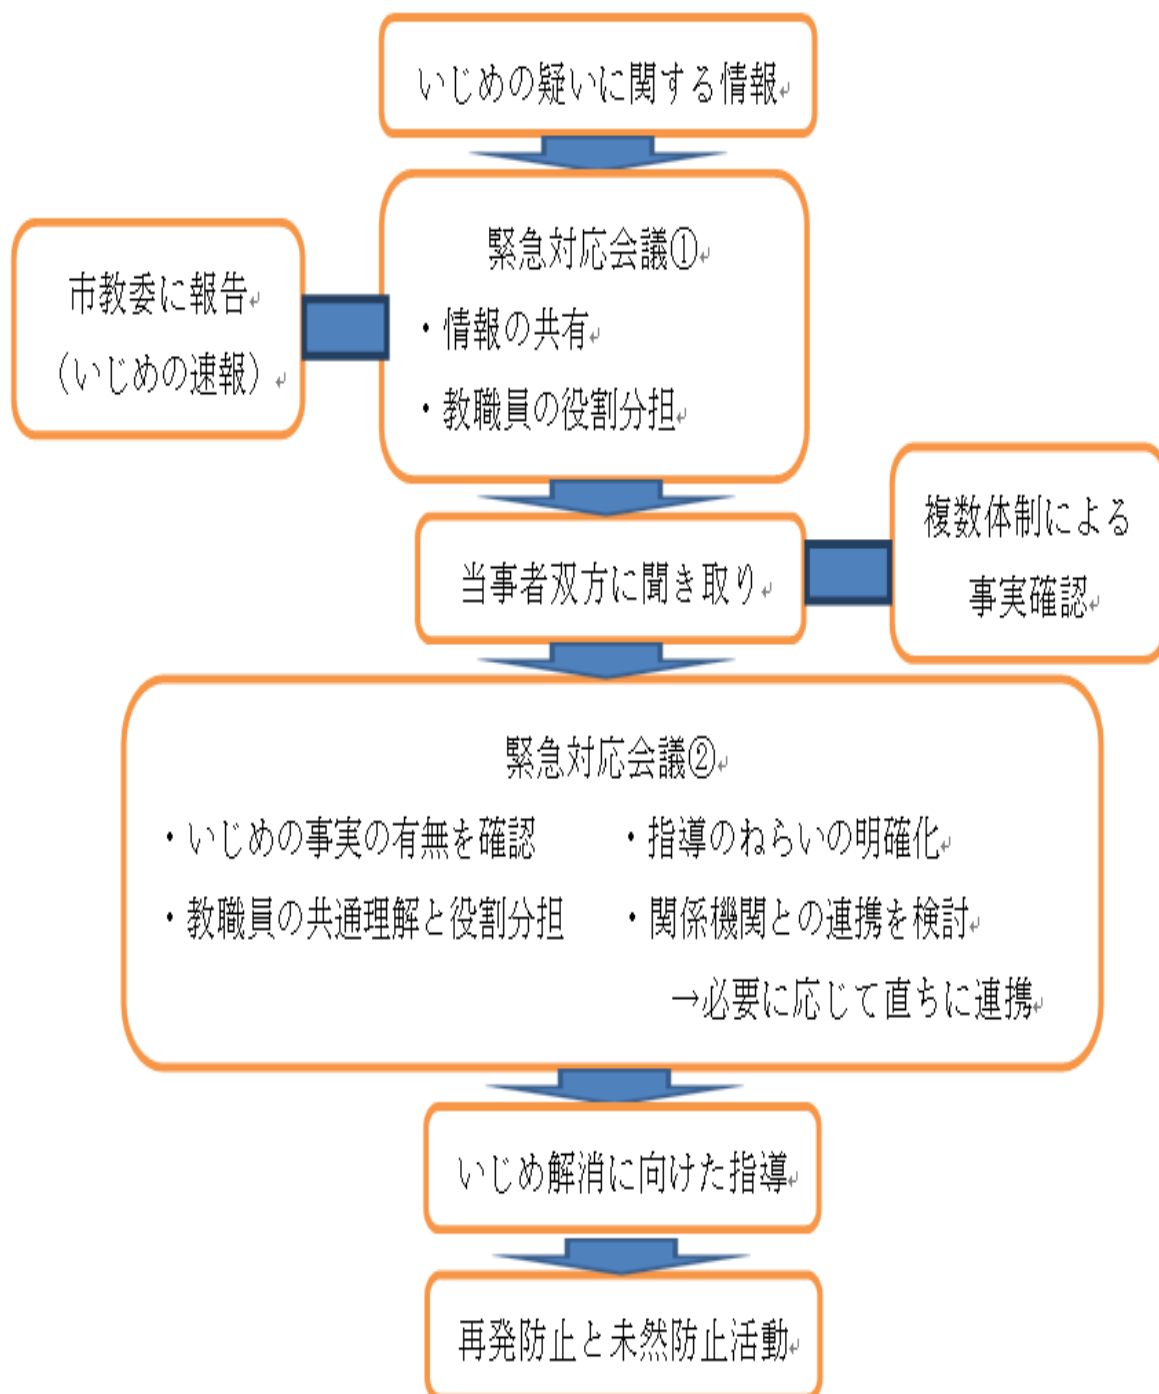 いじめの疑いに関する情報
緊急対応会議①
・情報の共有
・教職員の役割分担
市教委に報告
（いじめの速報）
当事者双方に聞き取り
複数体制による
事実確認
緊急対応会議②
・いじめの事実の有無を確認　　・指導のねらいの明確化
・教職員の共通理解と役割分担　・関係機関との連携を検討
→必要に応じて直ちに連携
いじめ解消に向けた指導
再発防止と未然防止活動